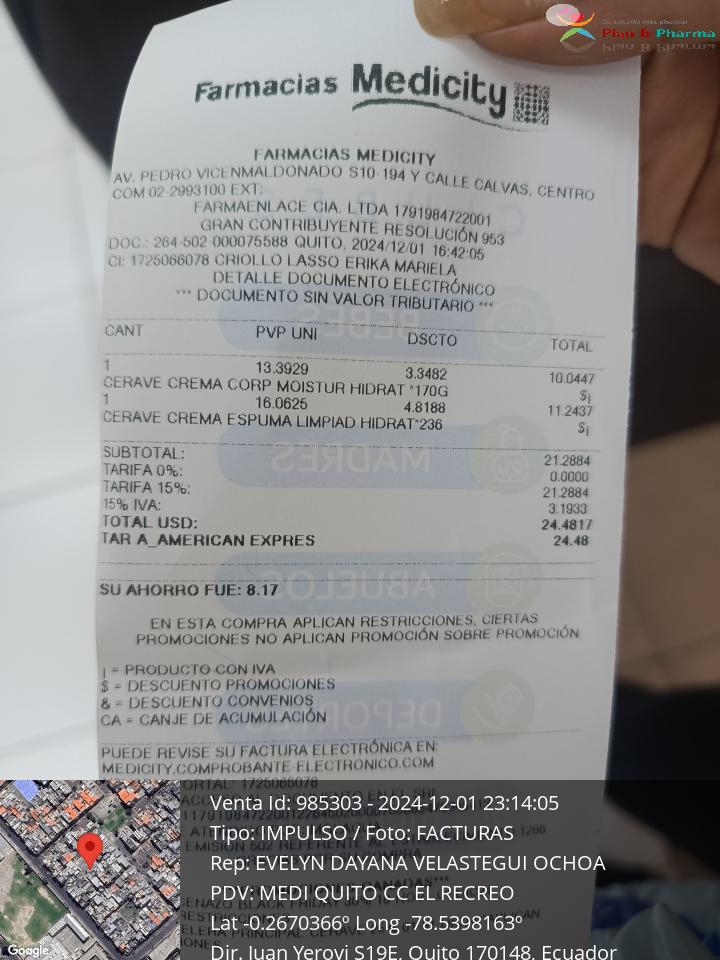 Tu solución más efectiva!
Plan B Pharma
Farmacias Medicity
FARMACIAS MEDICITY
AV. PEDRO VICENMALDONADO S10-194 Y CALLE CALVAS, CENTRO
COM 02-2993100 EXT:
FARMAENLACE CIA. LTDA 1791984722001
GRAN CONTRIBUYENTE RESOLUCIÓN 953
DOC.: 264-502 000075588 QUITO, 2024/12/01 16:42:05
CI: 1725066078 CRIOLLO LASSO ERIKA MARIELA
DETALLE DOCUMENTO ELECTRÓNICO
*** DOCUMENTO SIN VALOR TRIBUTARIO ***
CANT PVP UNI DSCTO TOTAL
1 13.3929 3.3482 10.0447
CERAVE CREMA CORP MOISTUR HIDRAT *170G $¡
1 16.0625 4.8188 11.2437
CERAVE CREMA ESPUMA LIMPIAD HIDRAT*236 $¡
SUBTOTAL: 21.2884
TARIFA 0%: 0.0000
TARIFA 15%: 21.2884
15% IVA: 3.1933
TOTAL USD: 24.4817
TAR A_AMERICAN EXPRES 24.48
SU AHORRO FUE: 8.17
EN ESTA COMPRA APLICAN RESTRICCIONES, CIERTAS
PROMOCIONES NO APLICAN PROMOCIÓN SOBRE PROMOCIÓN
¡ = PRODUCTO CON IVA
$ = DESCUENTO PROMOCIONES
& = DESCUENTO CONVENIOS
CA = CANJE DE ACUMULACIÓN
PUEDE REVISE SU FACTURA ELECTRÓNICA EN:
MEDICITY.COMPROBANTE-ELECTRONICO.COM
1725066078
Venta Id: 985303 - 2024-12-01 23:14:05
Tipo: IMPULSO / Foto: FACTURAS
Rep: EVELYN DAYANA VELASTEGUI OCHOA
PDV: MEDIQUITO CC EL RECREO
Lat -0.2670366º Long -78.5398163º
Dir. Juan Yerovi S19E, Quito 170148, Ecuador
Google